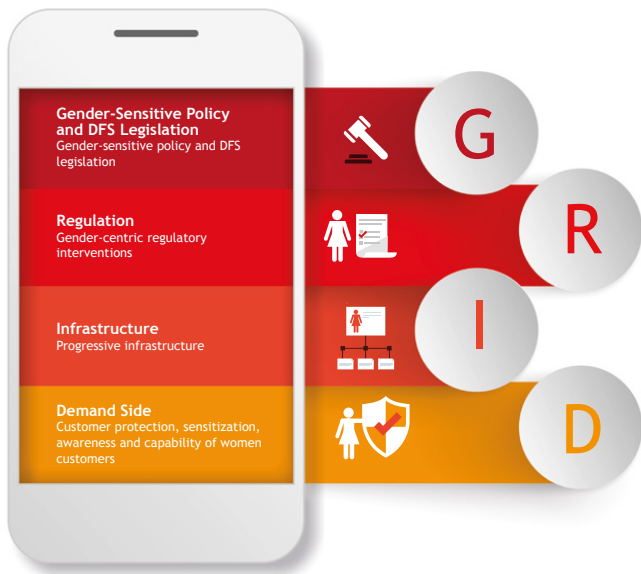 Gender-Sensitive Policy
and DFS Legislation
Gender-sensitive policy and DFS
legislation
G
Regulation
Gender-centric regulatory
interventions
R
Infrastructure
Progressive infrastructure
I
Demand Side
Customer protection, sensitization,
awareness and capability of women
customers
D